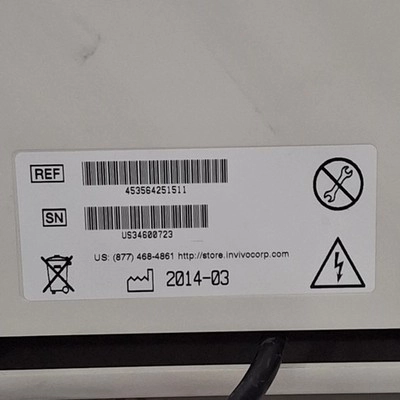 REF
453564251511
SN
US34600723
US: (877) 468-4861 http://store.invivocorp.com
2014-03